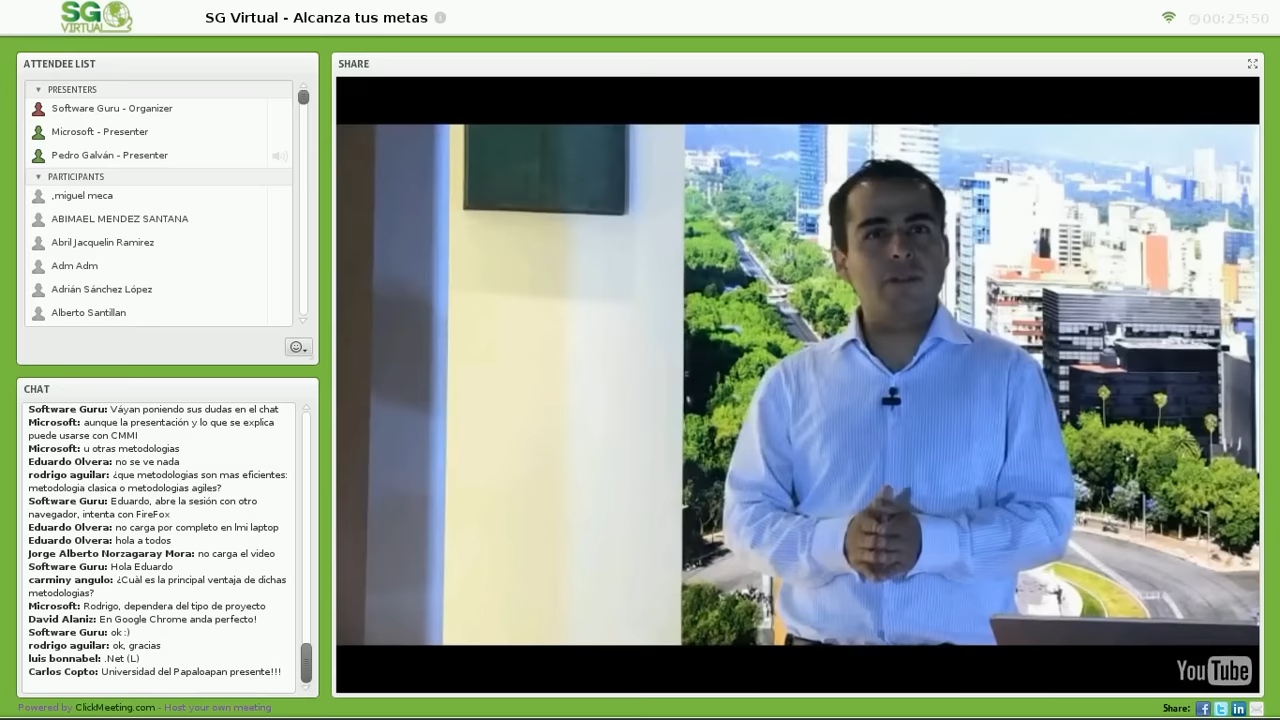 SG
VIRTUAL
SG Virtual - Alcanza tus metas
00:25:50
ATTENDEE LIST
PRESENTERS
Software Guru - Organizer
Microsoft - Presenter
Pedro Galván - Presenter
PARTICIPANTS
,miguel meca
ABIMAEL MENDEZ SANTANA
Abril Jacquelin Ramirez
Adm Adm
Adrián Sánchez López
Alberto Santillan
CHAT
Software Guru: Váyan poniendo sus dudas en el chat
Microsoft: aunque la presentación y lo que se explica
puede usarse con CMMI
Microsoft: u otras metodologias
Eduardo Olvera: no se ve nada
rodrigo aguilar: ¿que metodologias son mas eficientes:
metodologia clasica o metodologias agiles?
Software Guru: Eduardo, abre la sesión con otro
navegador, intenta con FireFox
Eduardo Olvera: no carga por completo en lmi laptop
Eduardo Olvera: hola a todos
Jorge Alberto Norzagaray Mora: no carga el video
Software Guru: Hola Eduardo
carminy angulo: ¿Cuàl es la principal ventaja de dichas
metodologías?
Microsoft: Rodrigo, dependera del tipo de proyecto
David Alaniz: En Google Chrome anda perfecto!
Software Guru: ok :)
rodrigo aguilar: ok, gracias
luis bonnabel: .Net (L)
Carlos Copto: Universidad del Papaloapan presente!!!
SHARE
YouTube
Powered by ClickMeeting.com - Host your own meeting
Share: